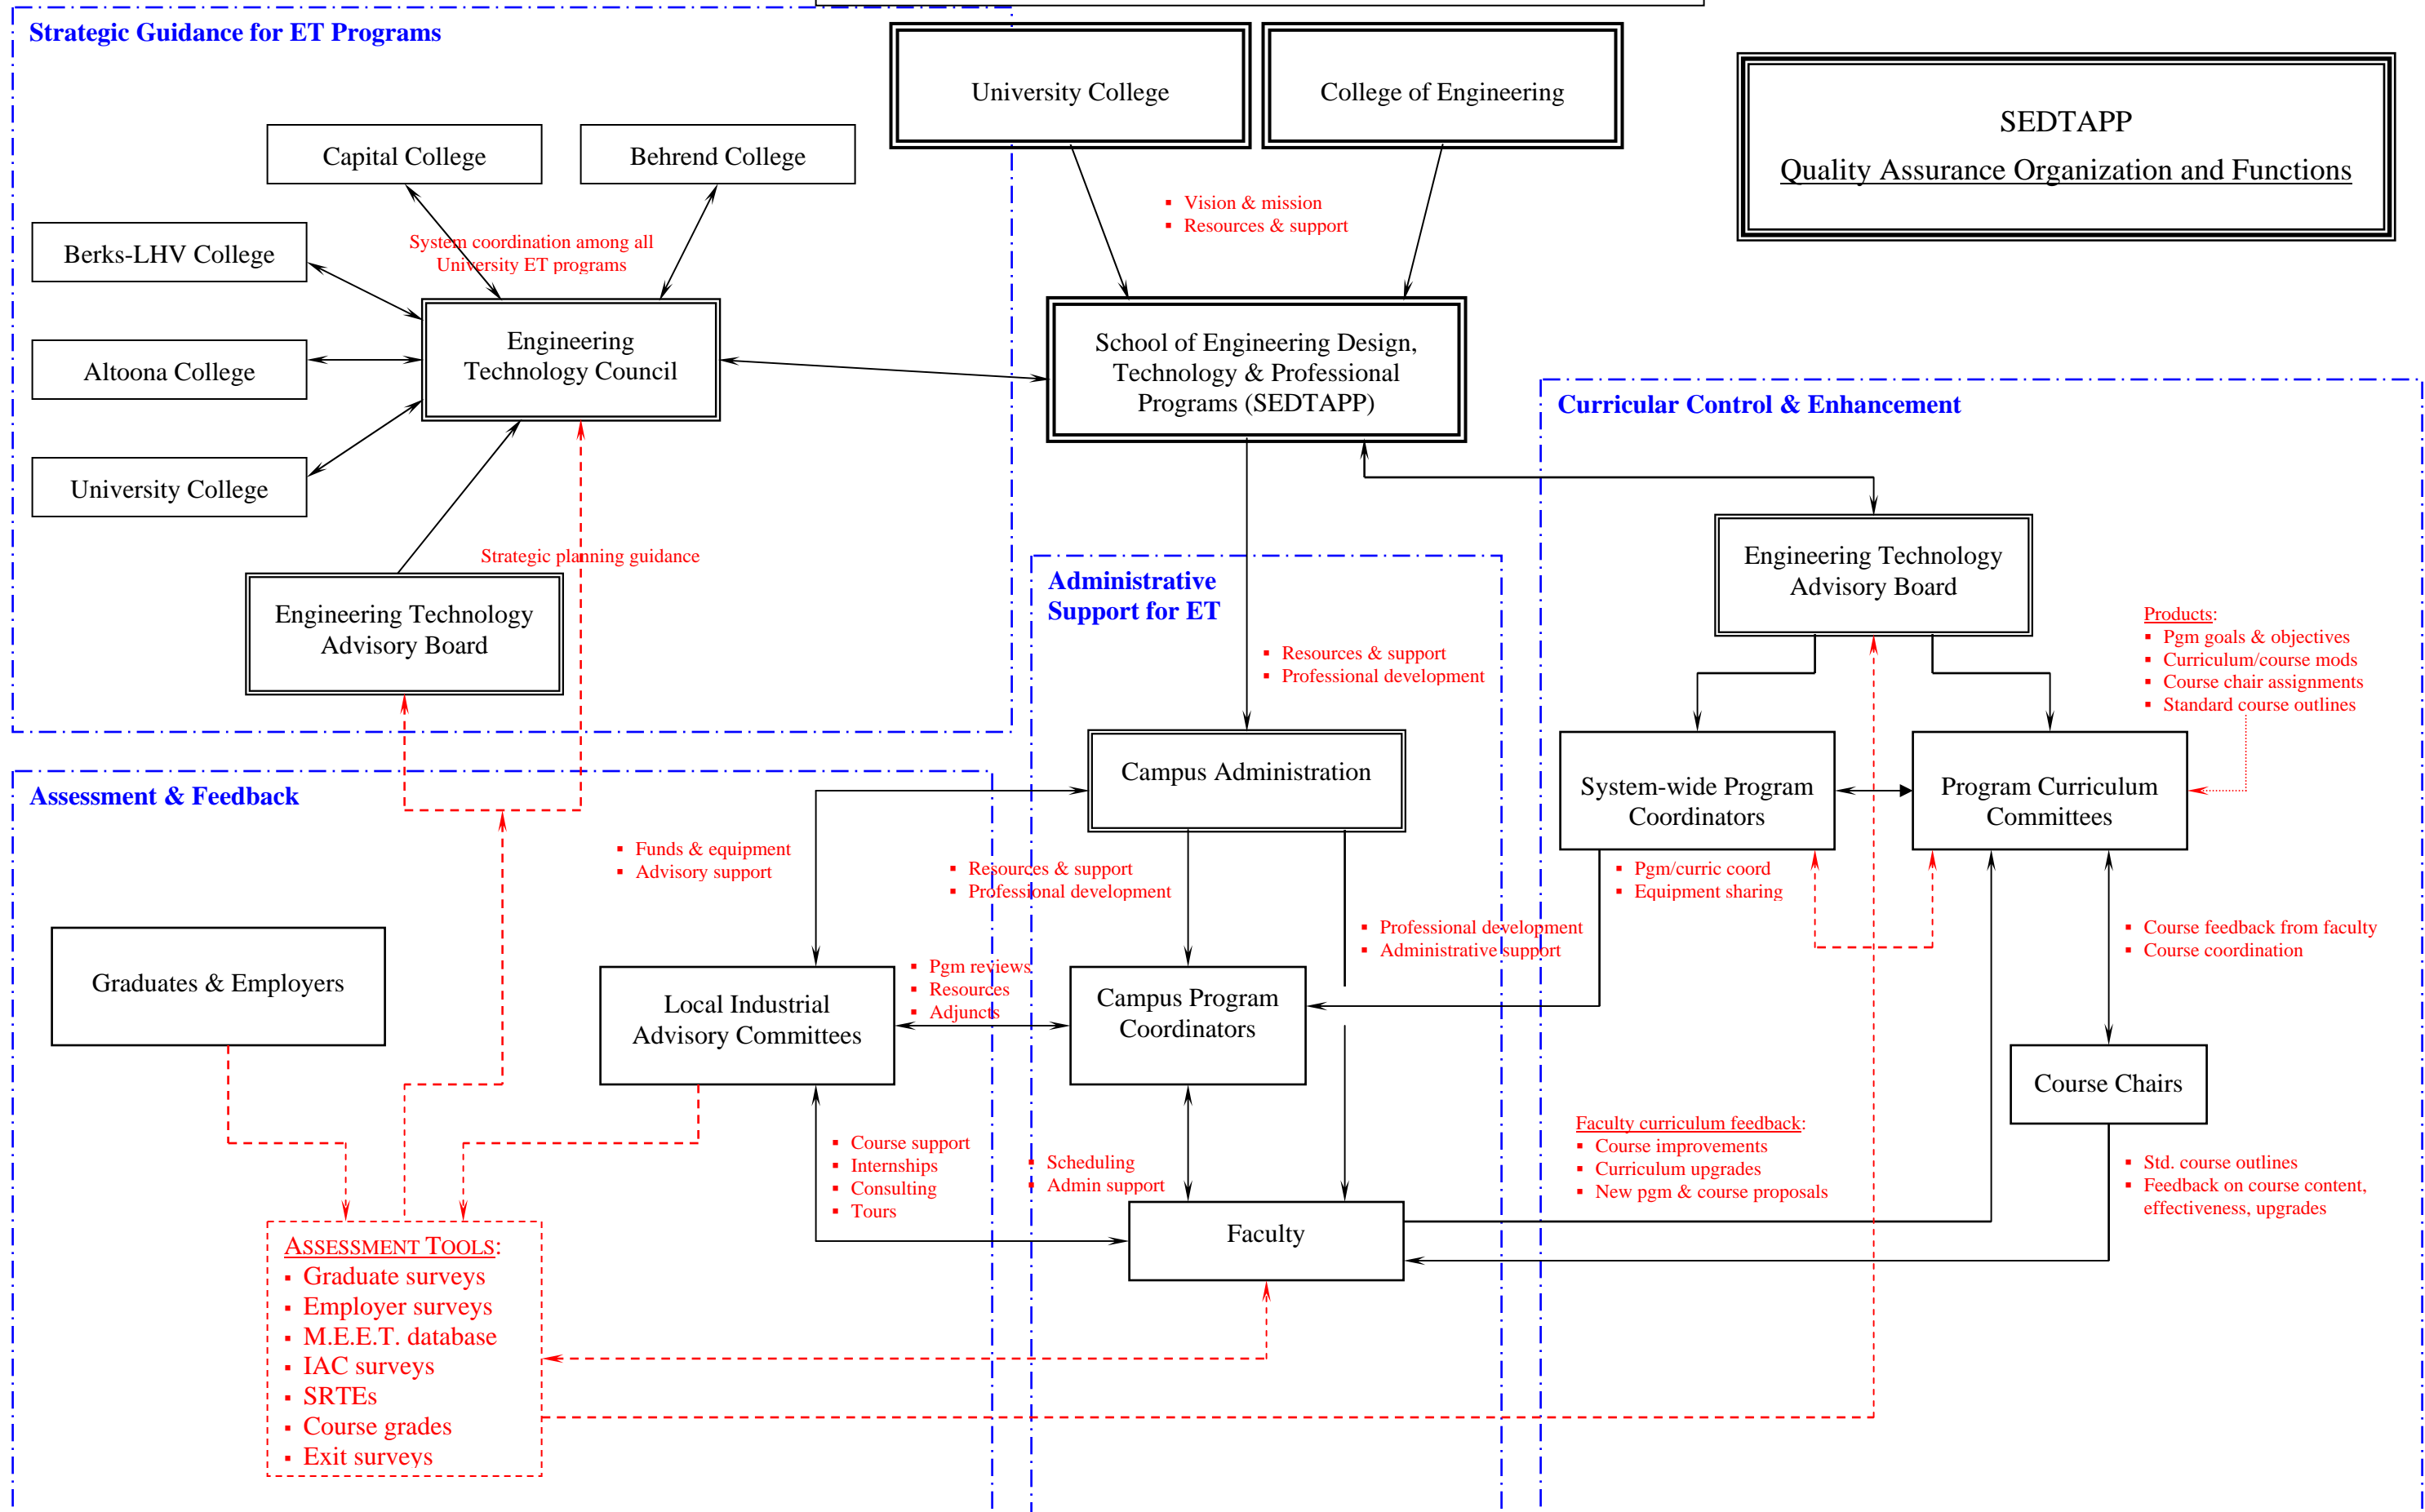 Strategic Guidance for ET Programs
University College
College of Engineering
SEDTAPP
Quality Assurance Organization and Functions
Capital College
Behrend College
▪ Vision & mission
▪ Resources & support
Berks-LHV College
System coordination among all
University ET programs
Engineering
Technology Council
School of Engineering Design,
Technology & Professional
Programs (SEDTAPP)
Altoona College
University College
Curricular Control & Enhancement
Strategic planning guidance
Engineering Technology
Advisory Board
Administrative
Support for ET
Engineering Technology
Advisory Board
▪ Resources & support
▪ Professional development
Products:
▪ Pgm goals & objectives
▪ Curriculum/course mods
▪ Course chair assignments
▪ Standard course outlines
Assessment & Feedback
Campus Administration
System-wide Program
Coordinators
Program Curriculum
Committees
▪ Funds & equipment
▪ Advisory support
▪ Resources & support
▪ Professional development
▪ Pgm/curric coord
▪ Equipment sharing
▪ Professional development
▪ Administrative support
▪ Course feedback from faculty
▪ Course coordination
Graduates & Employers
Local Industrial
Advisory Committees
▪ Pgm reviews
▪ Resources
▪ Adjuncts
Campus Program
Coordinators
Course Chairs
▪ Course support
▪ Internships
▪ Consulting
▪ Tours
▪ Scheduling
▪ Admin support
Faculty curriculum feedback:
▪ Course improvements
▪ Curriculum upgrades
▪ New pgm & course proposals
▪ Std. course outlines
▪ Feedback on course content,
effectiveness, upgrades
Faculty
ASSESSMENT TOOLS:
▪ Graduate surveys
▪ Employer surveys
▪ M.E.E.T. database
▪ IAC surveys
▪ SRTEs
▪ Course grades
▪ Exit surveys